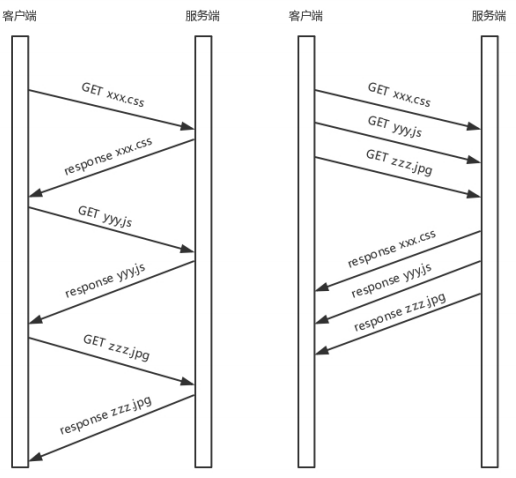 客户端
服务端
GET xxx.css
response xxx.css
GET yyy.js
response yyy.js
GET zzz.jpg
response zzz.jpg
客户端
服务端
GET xxx.css
GET yyy.js
GET zzz.jpg
response xxx.css
response yyy.js
response zzz.jpg